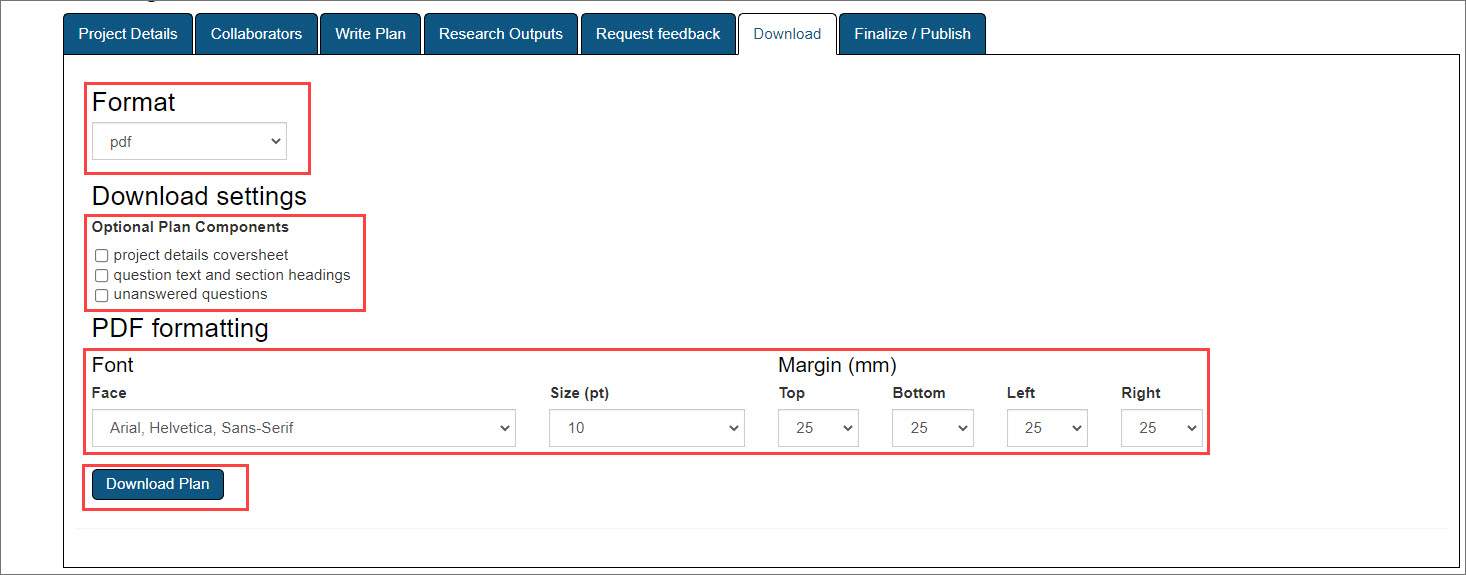 Project Details Collaborators Write Plan Research Outputs Request feedback Download Finalize / Publish
Format
pdf
Download settings
Optional Plan Components
project details coversheet
question text and section headings
unanswered questions
PDF formatting
Font Margin (mm)
Face Size (pt) Top Bottom Left Right
Arial, Helvetica, Sans-Serif 10 25 25 25 25
Download Plan